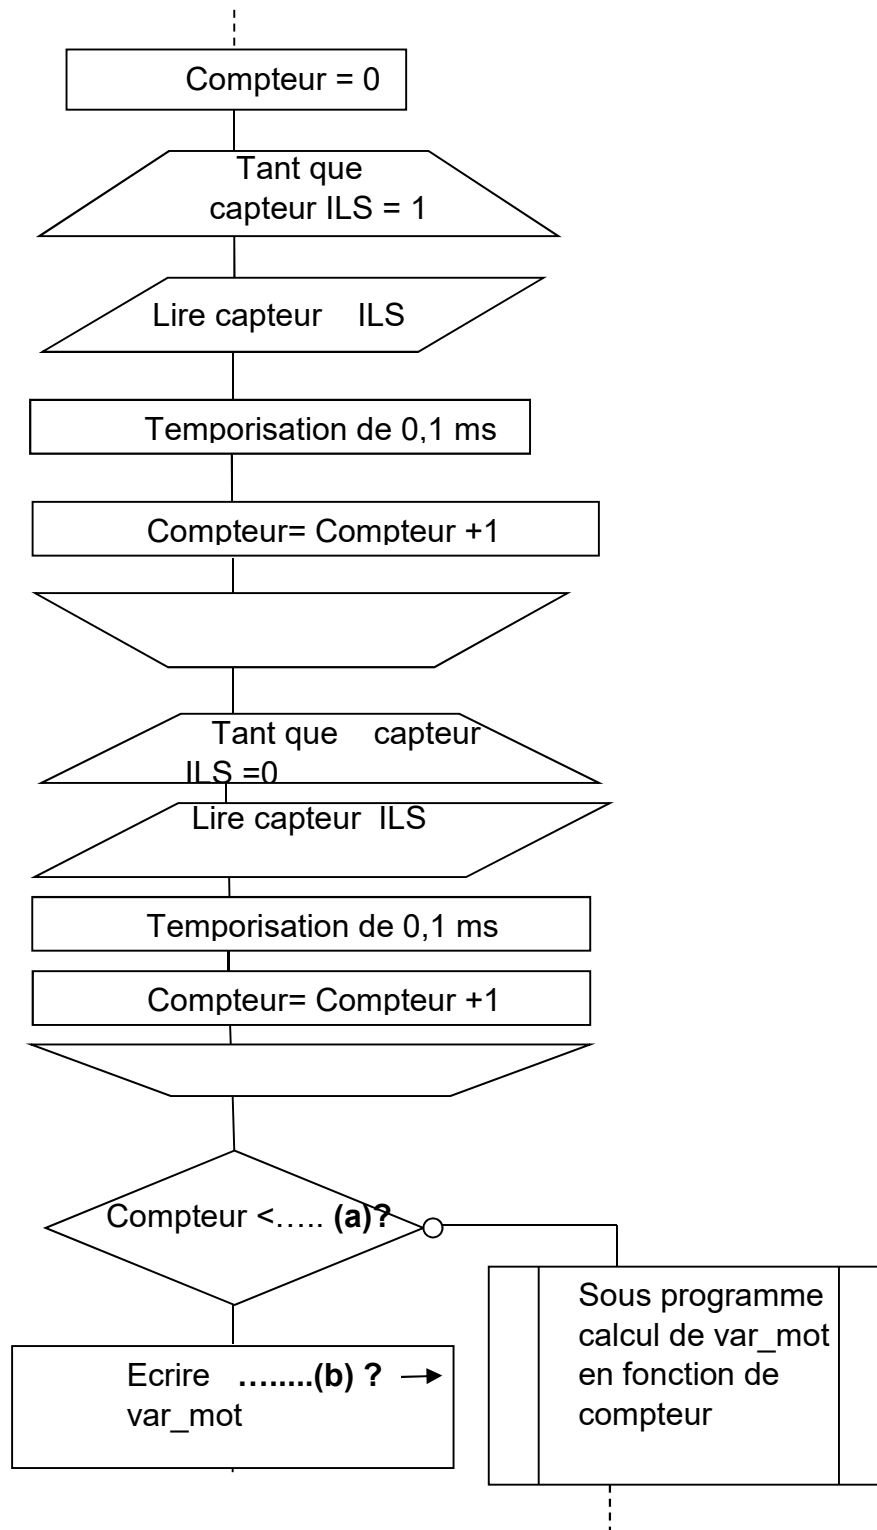 Compteur = 0
Tant que
capteur ILS = 1
Lire capteur ILS
Temporisation de 0,1 ms
Compteur= Compteur +1
Tant que capteur
ILS =0
Lire capteur ILS
Temporisation de 0,1 ms
Compteur= Compteur +1
Compteur <….. (a)?
Ecrire ….....(b) ?
var_mot
Sous programme
calcul de var_mot
en fonction de
compteur